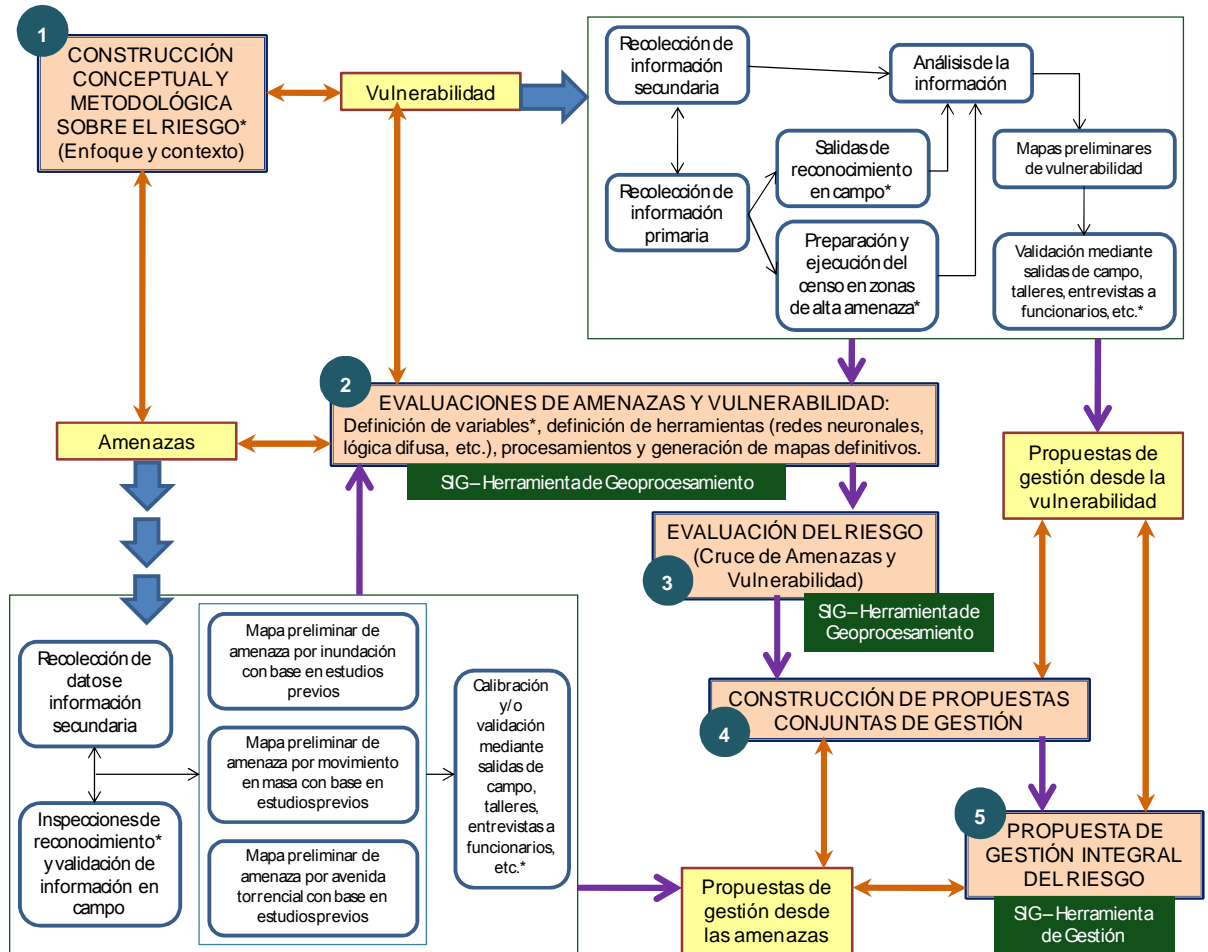 1
CONSTRUCCIÓN
CONCEPTUAL Y
METODOLÓGICA
SOBRE EL RIESGO*
(Enfoque y contexto)
Vulnerabilidad
Recolección de
información
secundaria
Análisis de la
información
Salidas de
reconocimiento
en campo*
Mapas preliminares
de vulnerabilidad
Recolección de
información
primaria
Preparación y
ejecución del
censo en zonas
de alta amenaza*
Validación mediante
salidas de campo,
talleres, entrevistas a
funcionarios, etc.*
2
EVALUACIONES DE AMENAZAS Y VULNERABILIDAD:
Definición de variables*, definición de herramientas (redes neuronales,
lógica difusa, etc.), procesamientos y generación de mapas definitivos.
SIG – Herramienta de Geoprocesamiento
Amenazas
Propuestas de
gestión desde la
vulnerabilidad
EVALUACIÓN DEL RIESGO
(Cruce de Amenazas y
Vulnerabilidad)
3
SIG – Herramienta de
Geoprocesamiento
Recolección de
datos e
información
secundaria
Inspecciones de
reconocimiento*
y validación de
información en
campo
Mapa preliminar de
amenaza por inundación
con base en estudios
previos
Mapa preliminar de
amenaza por movimiento
en masa con base en
estudios previos
Mapa preliminar de
amenaza por avenida
torrencial con base en
estudios previos
Calibración
y/o
validación
mediante
salidas de
campo,
talleres,
entrevistas a
funcionarios,
etc.*
CONSTRUCCIÓN DE PROPUESTAS
CONJUNTAS DE GESTIÓN
4
5
PROPUESTA DE
GESTIÓN INTEGRAL
DEL RIESGO
SIG – Herramienta
de Gestión
Propuestas de
gestión desde
las amenazas